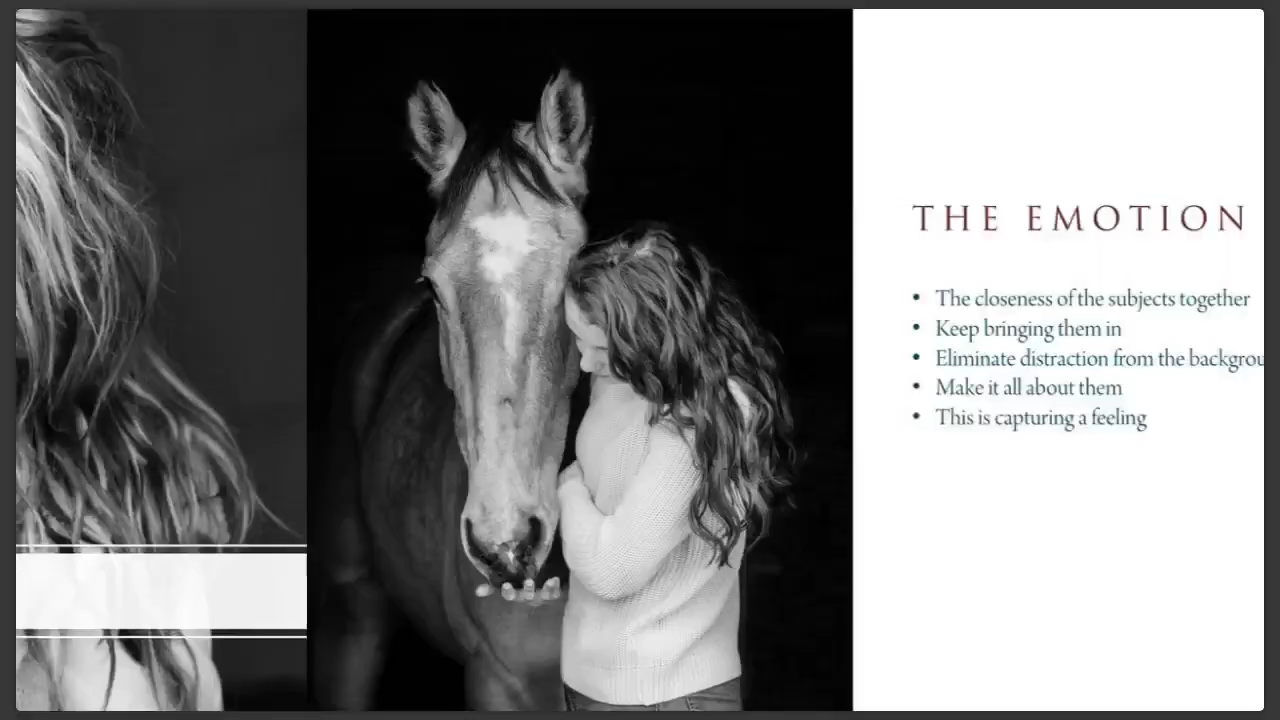 THE EMOTION
• The closeness of the subjects together
• Keep bringing them in
• Eliminate distraction from the backgrou
• Make it all about them
• This is capturing a feeling